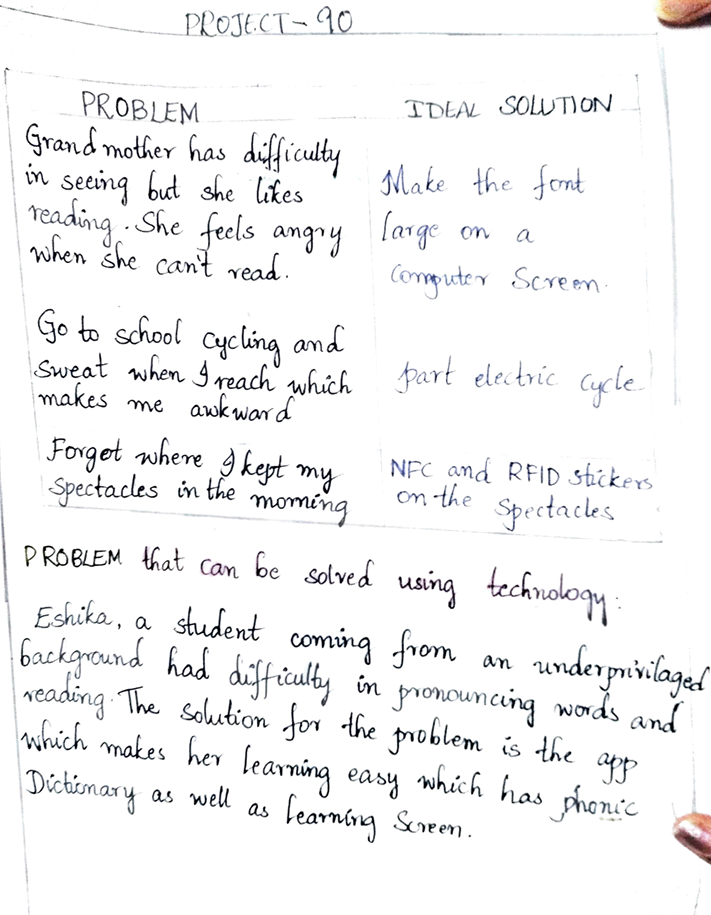 PROJECT - 90
PROBLEM
Grandmother has difficulty
in seeing but she likes
reading. She feels angry
when she can't read.
IDEAL SOLUTION
Make the font
large on a
Computer Screen.
Go to school cycling and
Sweat when I reach which
makes me awkward
part electric cycle
Forget where I kept my
Spectacles in the morning
NFC and RFID stickers
on the Spectacles
PROBLEM that can be solved using technology:
Eshika, a student coming from an underprivilaged
background had difficulty in pronouncing words and
reading. The solution for the problem is the app
which makes her learning easy which has phonic
Dictionary as well as learning Screen.